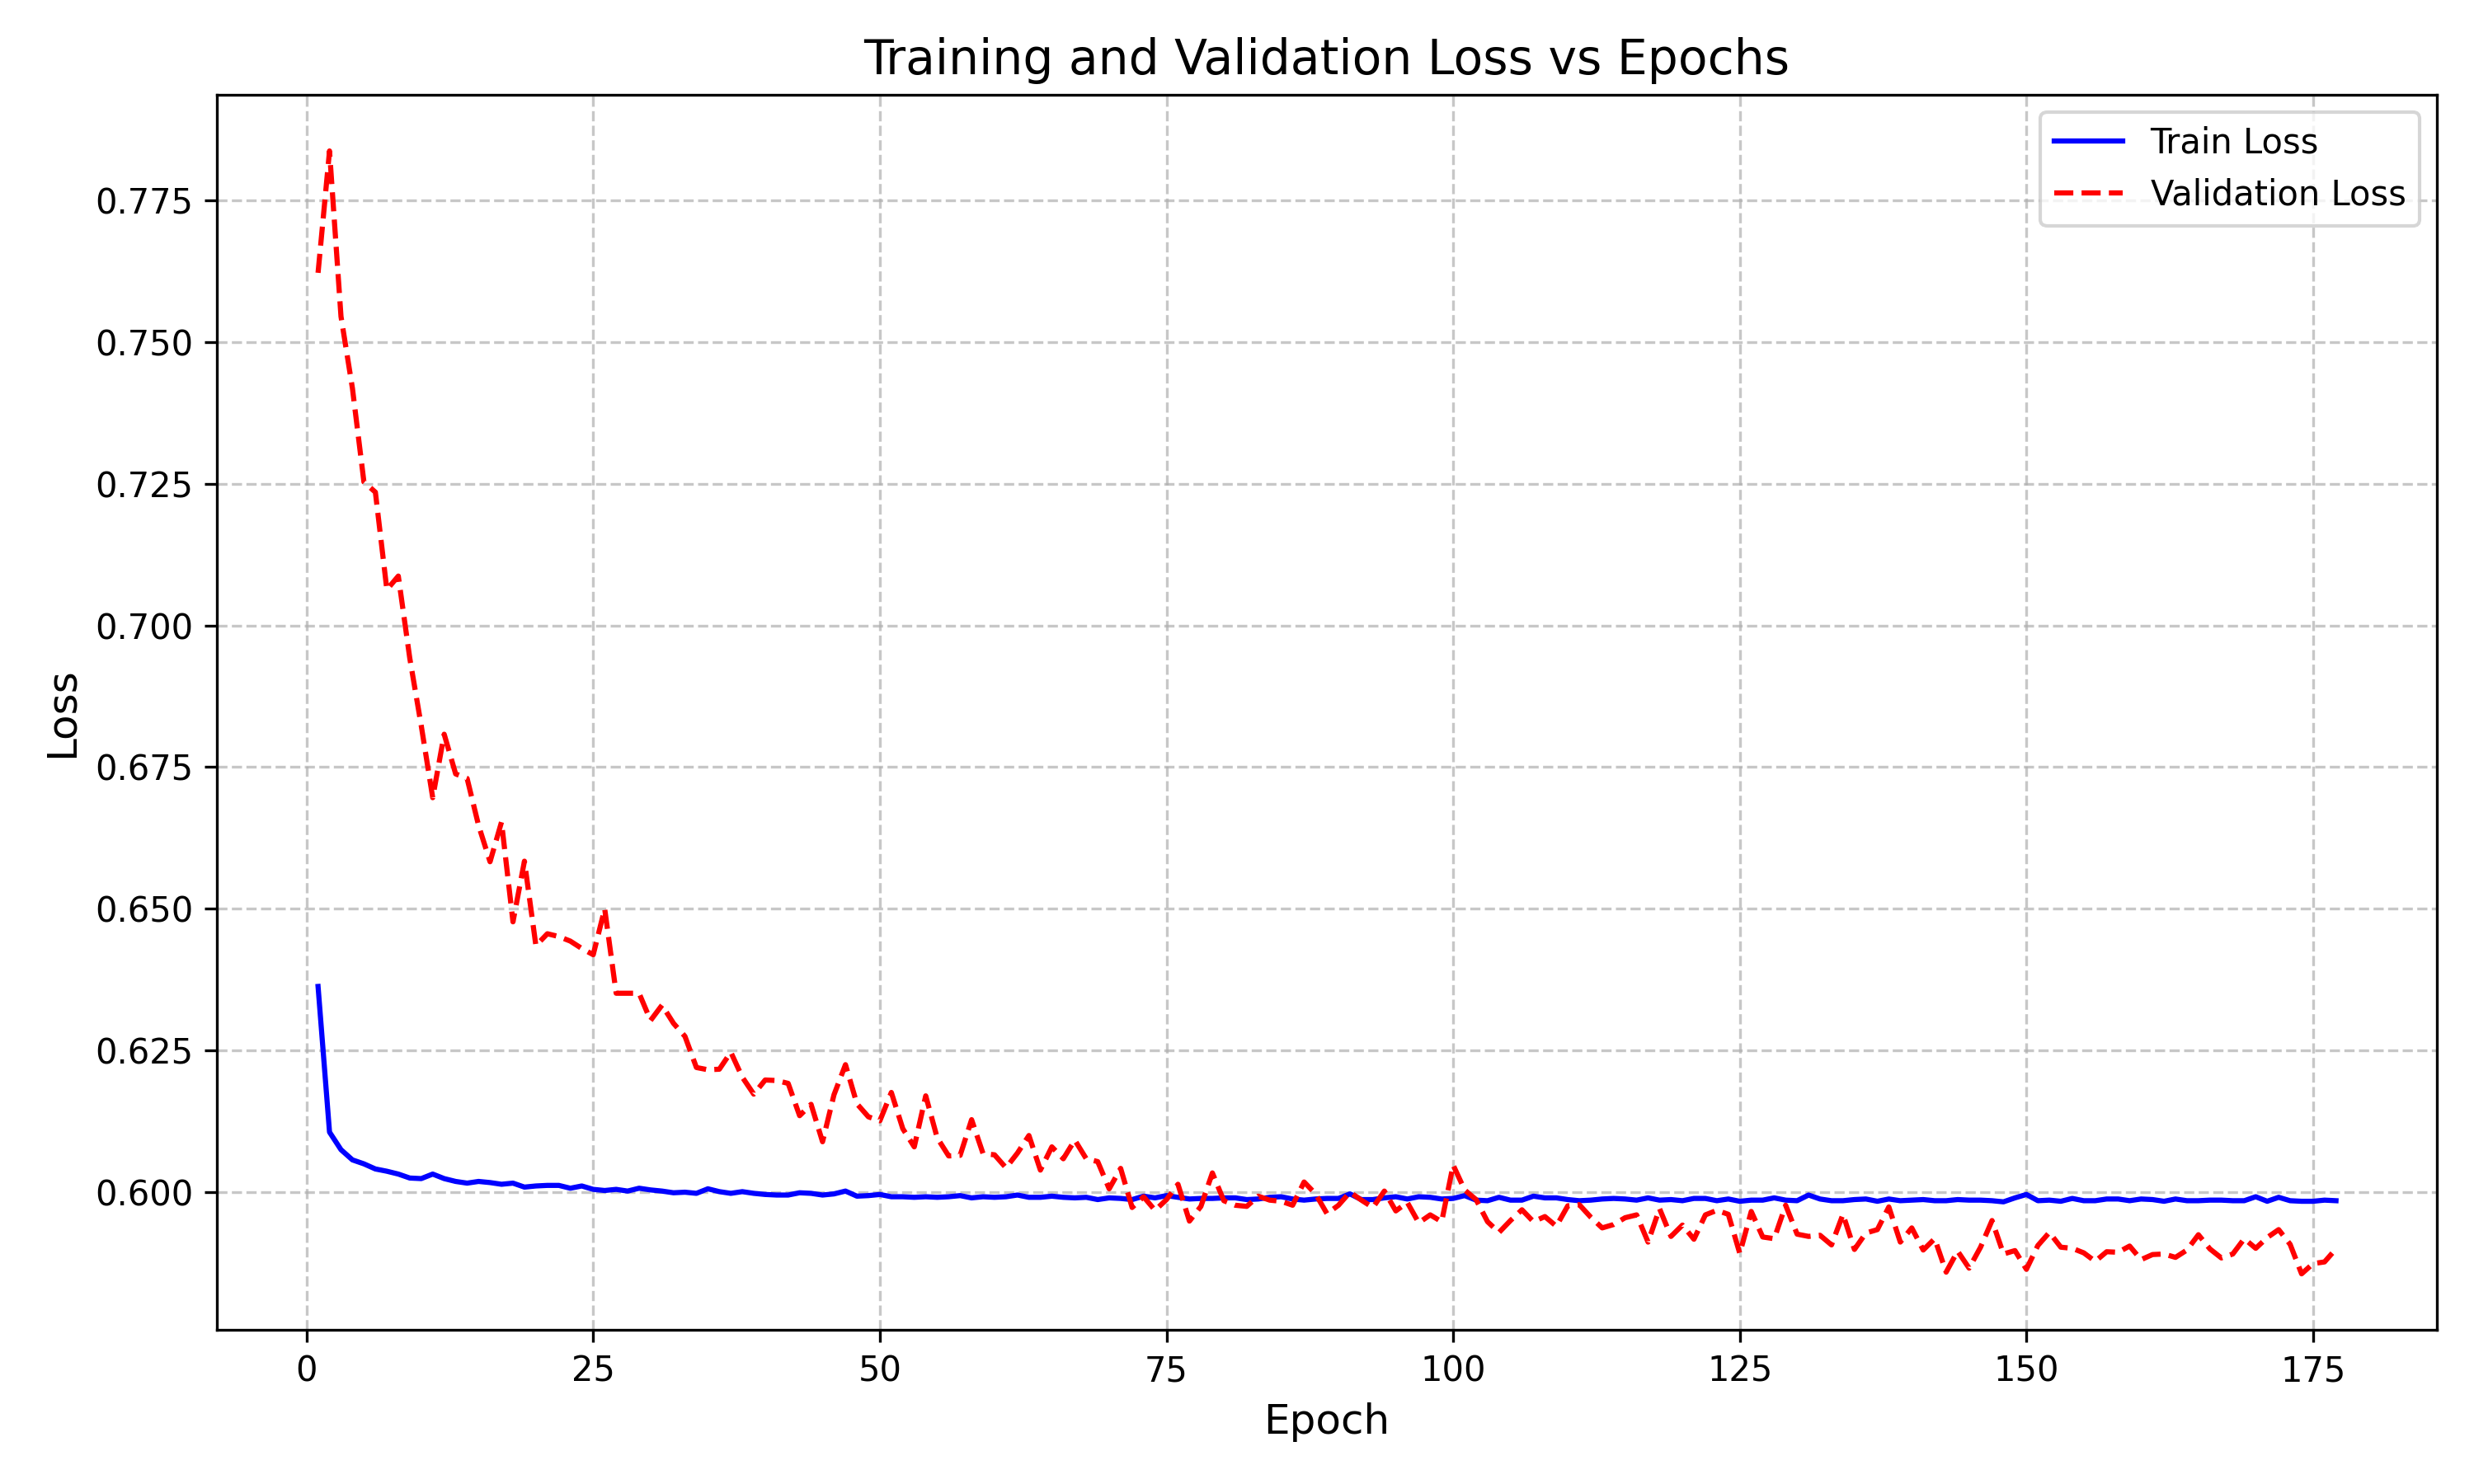 Training and Validation Loss vs Epochs
Train Loss
Validation Loss
0.775
0.750
0.725
0.700
0.675
0.650
0.625
0.600
Loss
0 25 50 75 100 125 150 175
Epoch